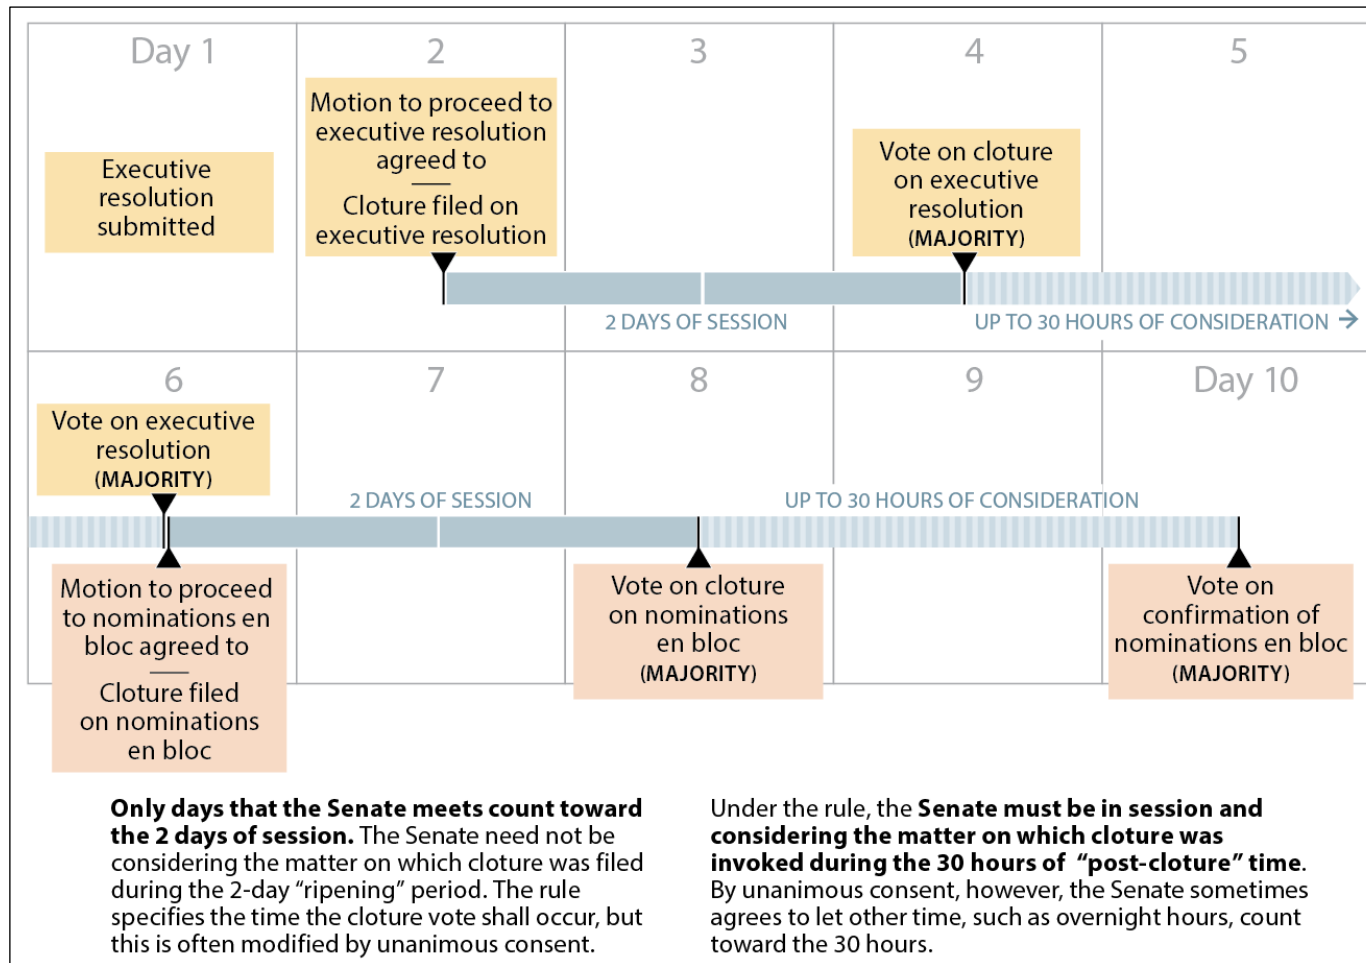 Day 1
2
3
4
5
Executive
resolution
submitted
Motion to proceed to
executive resolution
agreed to
Cloture filed on
executive resolution
Vote on cloture
on executive
resolution
(MAJORITY)
2 DAYS OF SESSION
UP TO 30 HOURS OF CONSIDERATION →
6
7
8
9
Day 10
Vote on executive
resolution
(MAJORITY)
2 DAYS OF SESSION
UP TO 30 HOURS OF CONSIDERATION
Motion to proceed
to nominations en
bloc agreed to
Cloture filed
on nominations
en bloc
Vote on cloture
on nominations
en bloc
(MAJORITY)
Vote on
confirmation of
nominations en bloc
(MAJORITY)
Only days that the Senate meets count toward
the 2 days of session. The Senate need not be
considering the matter on which cloture was filed
during the 2-day “ripening” period. The rule
specifies the time the cloture vote shall occur, but
this is often modified by unanimous consent.
Under the rule, the Senate must be in session and
considering the matter on which cloture was
invoked during the 30 hours of “post-cloture” time.
By unanimous consent, however, the Senate sometimes
agrees to let other time, such as overnight hours, count
toward the 30 hours.